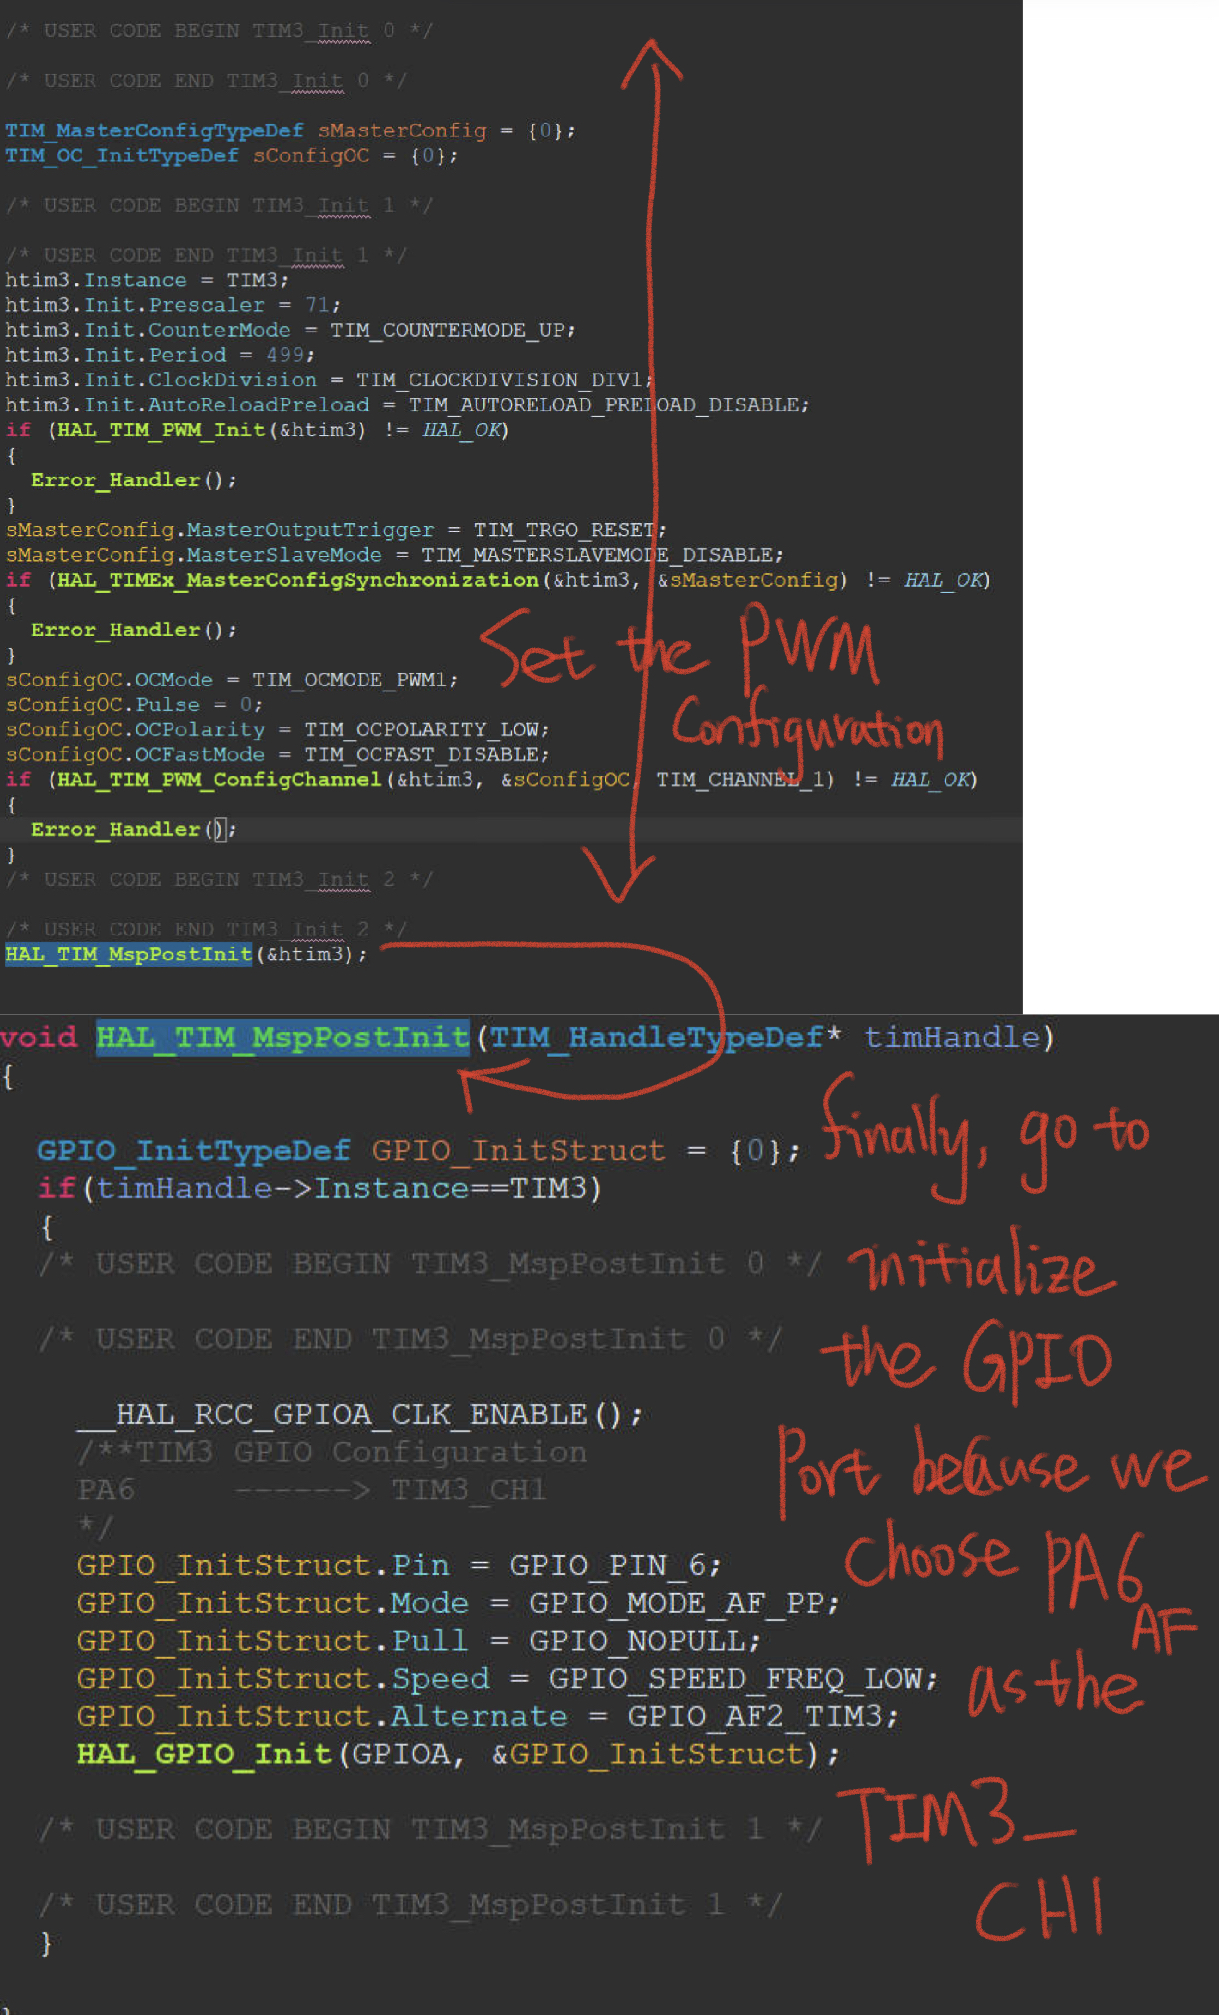 /* USER CODE BEGIN TIM3_Init 0 */
/* USER CODE END TIM3_Init 0 */
TIM_MasterConfigTypeDef sMasterConfig = {0};
TIM_OC_InitTypeDef sConfigOC = {0};
/* USER CODE BEGIN TIM3_Init 1 */
/* USER CODE END TIM3_Init 1 */
htim3.Instance = TIM3;
htim3.Init.Prescaler = 71;
htim3.Init.CounterMode = TIM_COUNTERMODE_UP;
htim3.Init.Period = 499;
htim3.Init.ClockDivision = TIM_CLOCKDIVISION_DIV1;
htim3.Init.AutoReloadPreload = TIM_AUTORELOAD_PRELOAD_DISABLE;
if (HAL_TIM_PWM_Init(&htim3) != HAL_OK)
{
Error_Handler();
}
sMasterConfig.MasterOutputTrigger = TIM_TRGO_RESET;
sMasterConfig.MasterSlaveMode = TIM_MASTERSLAVEMODE_DISABLE;
if (HAL_TIMEx_MasterConfigSynchronization(&htim3, &sMasterConfig) != HAL_OK)
{
Error_Handler();
}
sConfigOC.OCMode = TIM_OCMODE_PWM1;
sConfigOC.Pulse = 0;
sConfigOC.OCPolarity = TIM_OCPOLARITY_LOW;
sConfigOC.OCFastMode = TIM_OCFAST_DISABLE;
if (HAL_TIM_PWM_ConfigChannel(&htim3, &sConfigOC, TIM_CHANNEL_1) != HAL_OK)
{
Error_Handler();
}
/* USER CODE BEGIN TIM3_Init 2 */
/* USER CODE END TIM3_Init 2 */
HAL_TIM_MspPostInit(&htim3);
Set the PWM
Configuration
void HAL_TIM_MspPostInit(TIM_HandleTypeDef* timHandle)
{
GPIO_InitTypeDef GPIO_InitStruct = {0};
if(timHandle->Instance==TIM3)
{
/* USER CODE BEGIN TIM3_MspPostInit 0 */
/* USER CODE END TIM3_MspPostInit 0 */
__HAL_RCC_GPIOA_CLK_ENABLE();
/**TIM3 GPIO Configuration
PA6 ------> TIM3_CH1
*/
GPIO_InitStruct.Pin = GPIO_PIN_6;
GPIO_InitStruct.Mode = GPIO_MODE_AF_PP;
GPIO_InitStruct.Pull = GPIO_NOPULL;
GPIO_InitStruct.Speed = GPIO_SPEED_FREQ_LOW;
GPIO_InitStruct.Alternate = GPIO_AF2_TIM3;
HAL_GPIO_Init(GPIOA, &GPIO_InitStruct);
/* USER CODE BEGIN TIM3_MspPostInit 1 */
/* USER CODE END TIM3_MspPostInit 1 */
}
finally, go to
initialize
the GPIO
Port because we
choose PA6
AF
as the
TIM3_
CH1